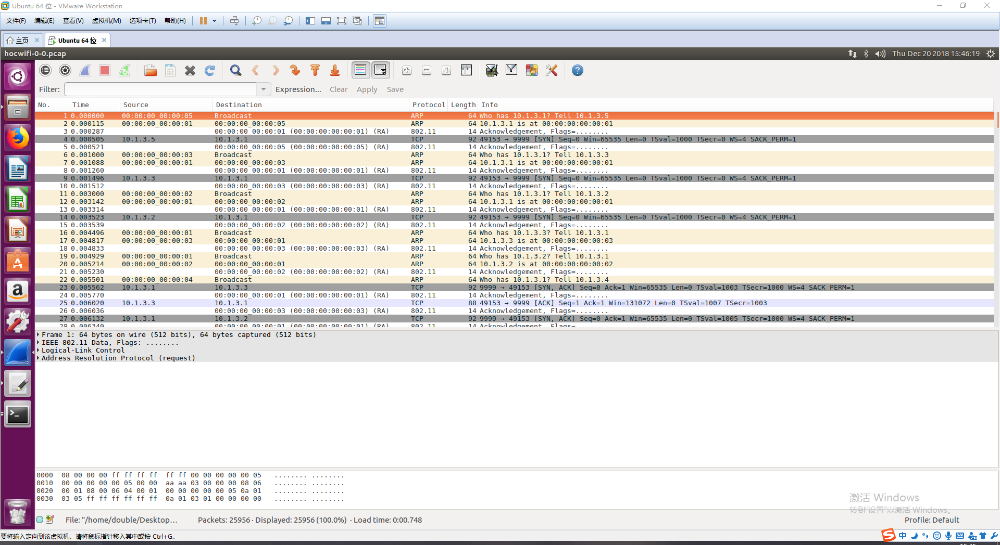 Ubuntu 64 位 - VMware Workstation
文件(F) 编辑(E) 查看(V) 虚拟机(M) 选项卡(T) 帮助(H)
主页 Ubuntu 64 位
hocwifi-0-0.pcap Thu Dec 20 2018 15:46:19
Filter: Expression... Clear Apply Save
No. Time Source Destination Protocol Length Info
1 0.000000 00:00:00_00:00:05 Broadcast ARP 64 Who has 10.1.3.1? Tell 10.1.3.5
2 0.000115 00:00:00_00:00:01 00:00:00_00:00:05 ARP 64 10.1.3.1 is at 00:00:00:00:00:01
3 0.000287 00:00:00_00:00:01 (00:00:00:00:00:01) (RA) 802.11 14 Acknowledgement, Flags=........
4 0.000505 10.1.3.5 10.1.3.1 TCP 92 49153 → 9999 [SYN] Seq=0 Win=65535 Len=0 TSval=1000 TSecr=0 WS=4 SACK_PERM=1
5 0.000521 00:00:00_00:00:05 (00:00:00:00:00:05) (RA) 802.11 14 Acknowledgement, Flags=........
6 0.001000 00:00:00_00:00:03 Broadcast ARP 64 Who has 10.1.3.1? Tell 10.1.3.3
7 0.001088 00:00:00_00:00:01 00:00:00_00:00:03 ARP 64 10.1.3.1 is at 00:00:00:00:00:01
8 0.001260 00:00:00_00:00:01 (00:00:00:00:00:01) (RA) 802.11 14 Acknowledgement, Flags=........
9 0.001496 10.1.3.3 10.1.3.1 TCP 92 49153 → 9999 [SYN] Seq=0 Win=65535 Len=0 TSval=1000 TSecr=0 WS=4 SACK_PERM=1
10 0.001512 00:00:00_00:00:03 (00:00:00:00:00:03) (RA) 802.11 14 Acknowledgement, Flags=........
11 0.003000 00:00:00_00:00:02 Broadcast ARP 64 Who has 10.1.3.1? Tell 10.1.3.2
12 0.003142 00:00:00_00:00:01 00:00:00_00:00:02 ARP 64 10.1.3.1 is at 00:00:00:00:00:01
13 0.003314 00:00:00_00:00:01 (00:00:00:00:00:01) (RA) 802.11 14 Acknowledgement, Flags=........
14 0.003523 10.1.3.2 10.1.3.1 TCP 92 49153 → 9999 [SYN] Seq=0 Win=65535 Len=0 TSval=1000 TSecr=0 WS=4 SACK_PERM=1
15 0.003539 00:00:00_00:00:02 (00:00:00:00:00:02) (RA) 802.11 14 Acknowledgement, Flags=........
16 0.004496 00:00:00_00:00:01 Broadcast ARP 64 Who has 10.1.3.3? Tell 10.1.3.1
17 0.004817 00:00:00_00:00:03 00:00:00_00:00:01 ARP 64 10.1.3.3 is at 00:00:00:00:00:03
18 0.004833 00:00:00_00:00:03 (00:00:00:00:00:03) (RA) 802.11 14 Acknowledgement, Flags=........
19 0.004929 00:00:00_00:00:01 Broadcast ARP 64 Who has 10.1.3.2? Tell 10.1.3.1
20 0.005214 00:00:00_00:00:02 00:00:00_00:00:01 ARP 64 10.1.3.2 is at 00:00:00:00:00:02
21 0.005230 00:00:00_00:00:02 (00:00:00:00:00:02) (RA) 802.11 14 Acknowledgement, Flags=........
22 0.005501 00:00:00_00:00:04 Broadcast ARP 64 Who has 10.1.3.1? Tell 10.1.3.4
23 0.005562 10.1.3.1 10.1.3.3 TCP 92 9999 → 49153 [SYN, ACK] Seq=0 Ack=1 Win=65535 Len=0 TSval=1003 TSecr=1000 WS=4 SACK_PERM=1
24 0.005770 00:00:00_00:00:01 (00:00:00:00:00:01) (RA) 802.11 14 Acknowledgement, Flags=........
25 0.006020 10.1.3.3 10.1.3.1 TCP 88 49153 → 9999 [ACK] Seq=1 Ack=1 Win=131072 Len=0 TSval=1007 TSecr=1003
26 0.006036 00:00:00_00:00:03 (00:00:00:00:00:03) (RA) 802.11 14 Acknowledgement, Flags=........
27 0.006132 10.1.3.1 10.1.3.2 TCP 92 9999 → 49153 [SYN, ACK] Seq=0 Ack=1 Win=65535 Len=0 TSval=1005 TSecr=1000 WS=4 SACK_PERM=1
28 0.006340 00:00:00_00:00:01 (00:00:00:00:00:01) (RA) 802.11 14 Acknowledgement, Flags=
Frame 1: 64 bytes on wire (512 bits), 64 bytes captured (512 bits)
IEEE 802.11 Data, Flags: ........
Logical-Link Control
Address Resolution Protocol (request)
0000 08 00 00 00 ff ff ff ff ff ff 00 00 00 00 00 05 ........ ........
0010 00 00 00 00 00 05 00 00 aa aa 03 00 00 00 08 06 ........ ........
0020 00 01 08 00 06 04 00 01 00 00 00 00 00 05 0a 01 ........ ........
0030 03 05 ff ff ff ff ff ff 0a 01 03 01 00 00 00 00 ........ ........
激活 Windows
转到“设置”以激活 Windows。
File: "/home/double/Desktop... Packets: 25956 · Displayed: 25956 (100.0%) · Load time: 0:00.748 Profile: Default
要将输入定向到该虚拟机，请将鼠标指针移入其中或按 Ctrl+G。
中